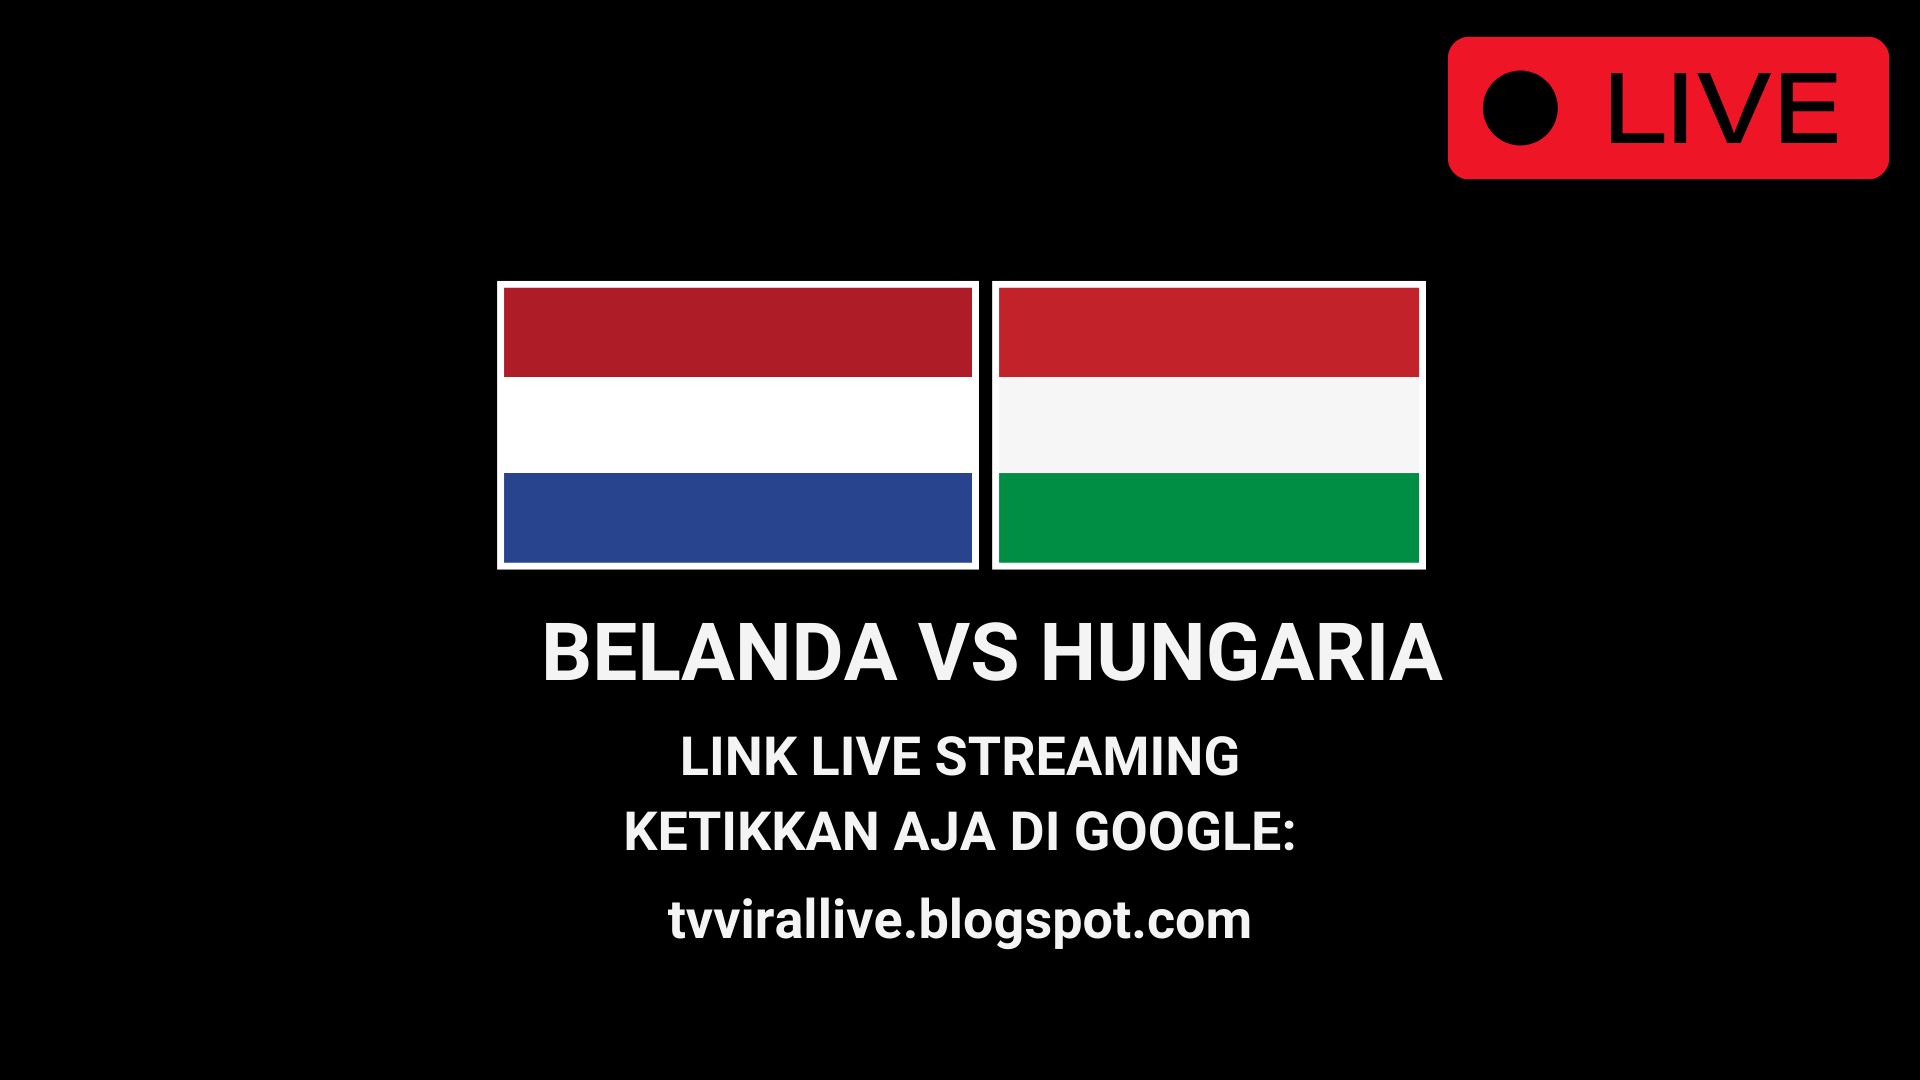 LIVE
BELANDA VS HUNGARIA
LINK LIVE STREAMING
KETIKKAN AJA DI GOOGLE:
tvvirallive.blogspot.com